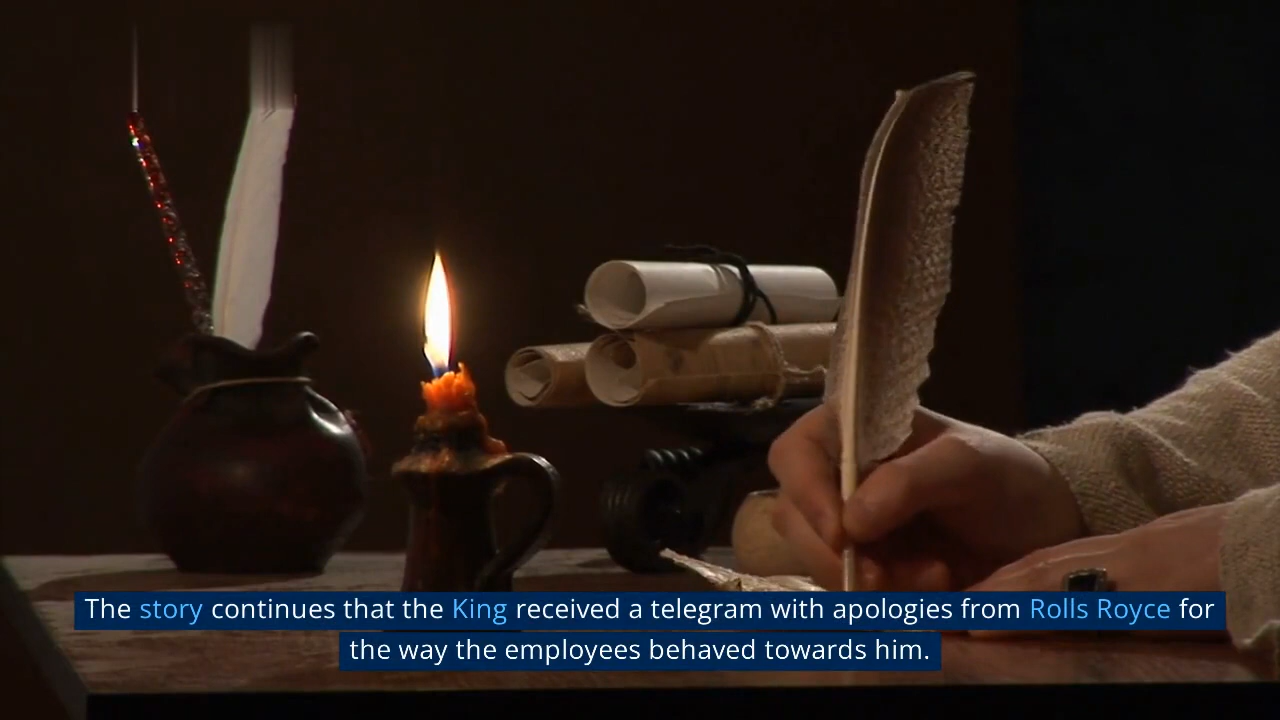 The story continues that the King received a telegram with apologies from Rolls Royce for
the way the employees behaved towards him.